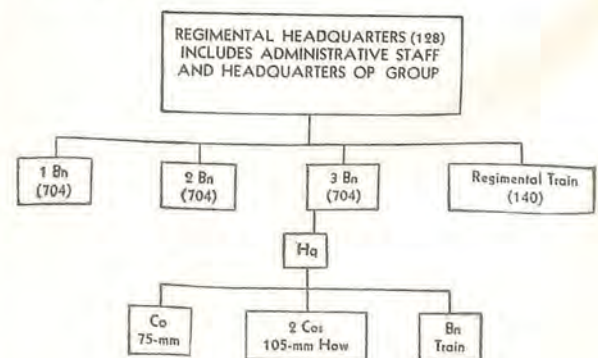 REGIMENTAL HEADQUARTERS (128)
INCLUDES ADMINISTRATIVE STAFF
AND HEADQUARTERS OP GROUP
1 Bn
(704)
2 Bn
(704)
3 Bn
(704)
Regimental Train
(140)
Hq
Co
75-mm
2 Cos
105-mm How
Bn
Train